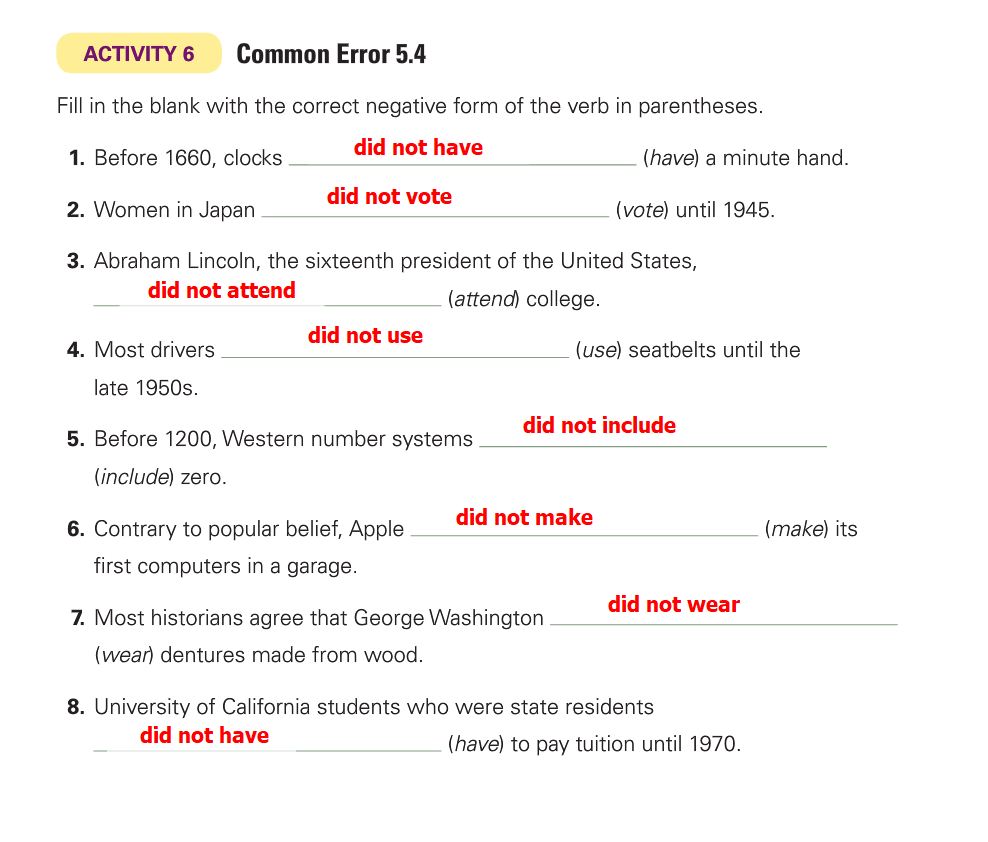 ACTIVITY 6 Common Error 5.4
Fill in the blank with the correct negative form of the verb in parentheses.
1. Before 1660, clocks did not have (have) a minute hand.
2. Women in Japan did not vote (vote) until 1945.
3. Abraham Lincoln, the sixteenth president of the United States,
did not attend (attend) college.
4. Most drivers did not use (use) seatbelts until the
late 1950s.
5. Before 1200, Western number systems did not include
(include) zero.
6. Contrary to popular belief, Apple did not make (make) its
first computers in a garage.
7. Most historians agree that George Washington did not wear
(wear) dentures made from wood.
8. University of California students who were state residents
did not have (have) to pay tuition until 1970.